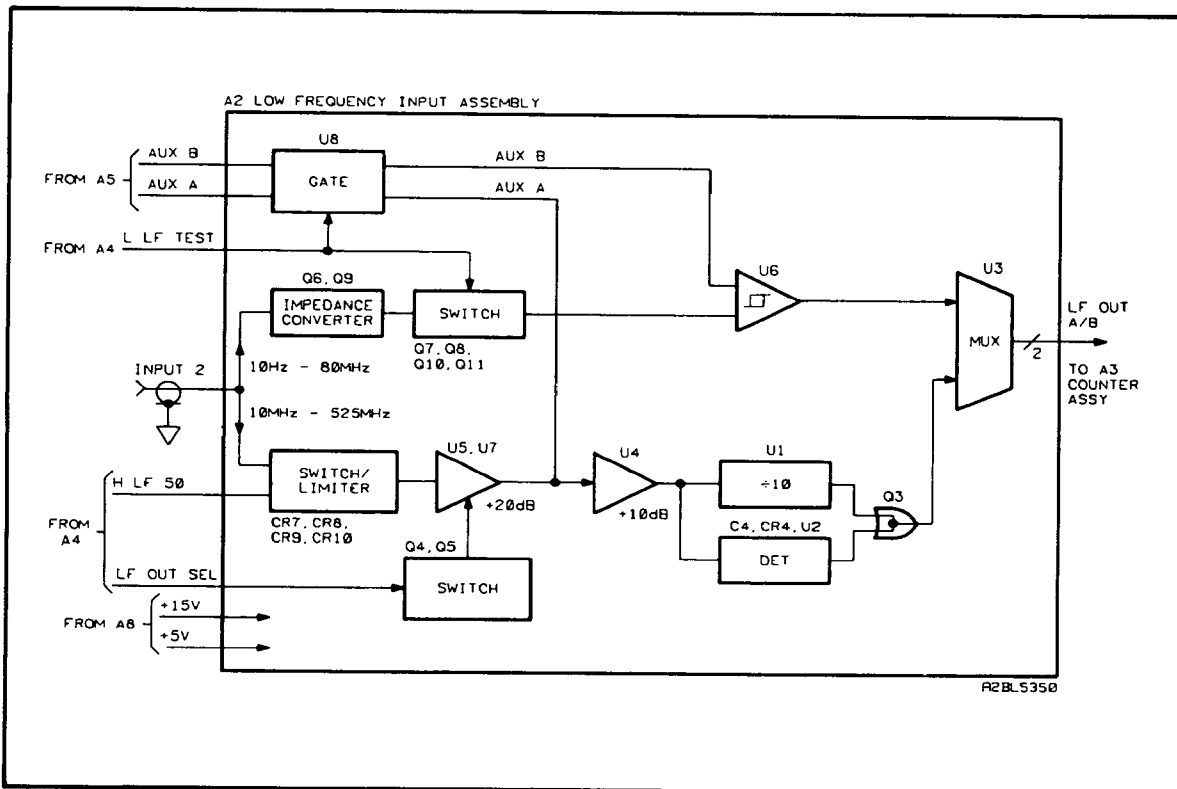 A2 LOW FREQUENCY INPUT ASSEMBLY
U8
AUX B
AUX B
FROM A5
GATE
AUX A
AUX A
FROM A4
L LF TEST
Q6, Q9
U6
U3
IMPEDANCE
CONVERTER
SWITCH
LF OUT
A/B
Q7, Q8,
Q10, Q11
MUX
2
INPUT 2
10Hz - 80MHz
TO A3
COUNTER
ASSY
10MHz - 525MHz
U5, U7
U4
U1
H LF 50
SWITCH/
LIMITER
÷10
Q3
+20dB
+10dB
FROM
A4
CR7, CR8,
CR9, CR10
C4, CR4, U2
Q4, Q5
DET
LF OUT SEL
SWITCH
+15V
FROM A8
+5V
A2BL5350